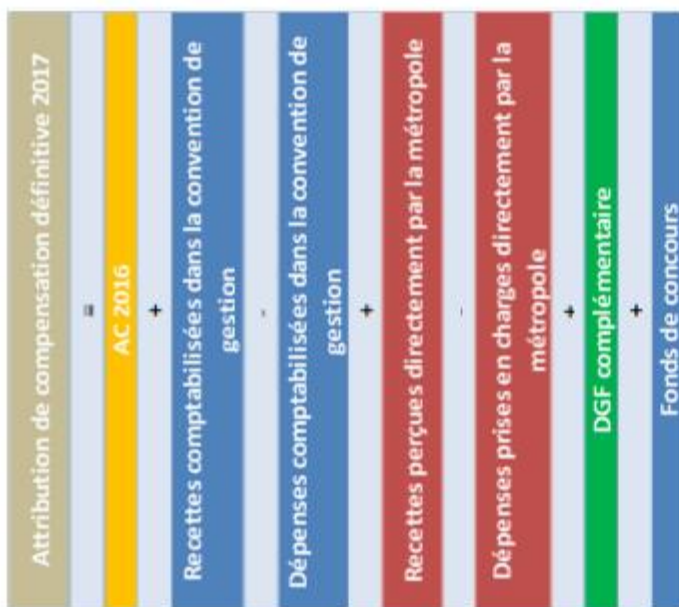 Attribution de compensation définitive 2017
=
AC 2016
+
Recettes comptabilisées dans la convention de
gestion
-
Dépenses comptabilisées dans la convention de
gestion
+
Recettes perçues directement par la métropole
-
Dépenses prises en charges directement par la
métropole
+
DGF complémentaire
+
Fonds de concours